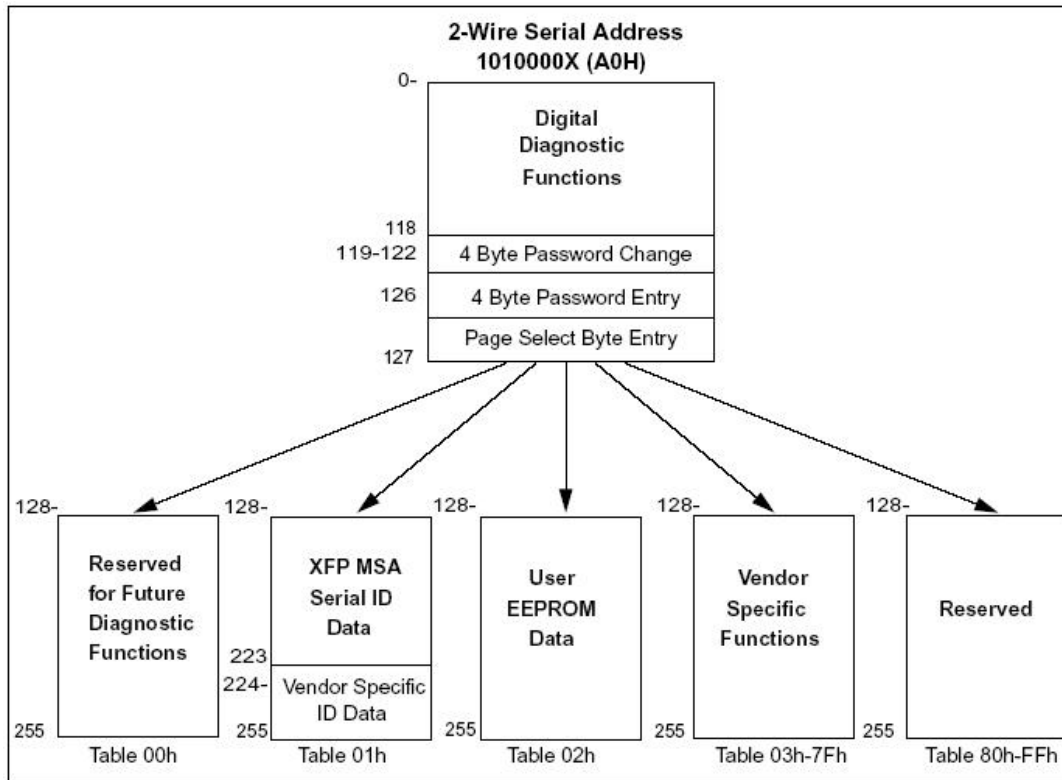 2-Wire Serial Address
1010000X (A0H)
0-
Digital
Diagnostic
Functions
118
119-122
4 Byte Password Change
126
4 Byte Password Entry
Page Select Byte Entry
127
128-
Reserved
for Future
Diagnostic
Functions
255
Table 00h
128-
XFP MSA
Serial ID
Data
223
224-
Vendor Specific
ID Data
255
Table 01h
128-
User
EEPROM
Data
255
Table 02h
128-
Vendor
Specific
Functions
255
Table 03h-7Fh
128-
Reserved
255
Table 80h-FFh